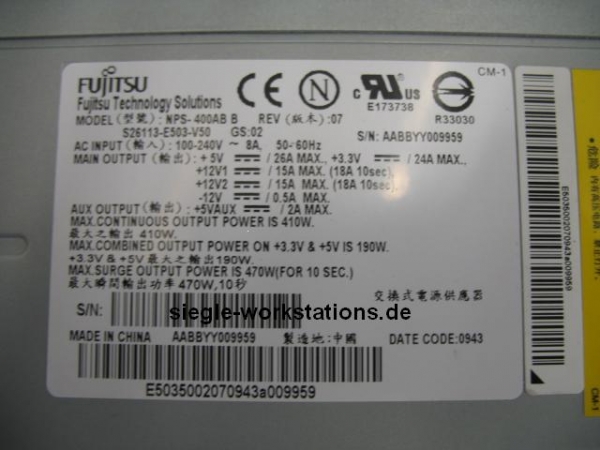 FUJITSU
Fujitsu Technology Solutions
CE N c UL US E173738 R33030 CM-1
MODEL(型號): NPS-400AB B REV (版本):07
S26113-E503-V50 GS:02
S/N: AABBYY009959
AC INPUT (輸入): 100-240V ~ 8A, 50-60Hz
MAIN OUTPUT (輸出): +5V / 26A MAX., +3.3V / 24A MAX.,
+12V1 / 15A MAX. (18A 10sec),
+12V2 / 15A MAX. (18A 10sec),
-12V / 0.5A MAX.
AUX OUTPUT (輸出): +5VAUX / 2A MAX.
MAX.CONTINUOUS OUTPUT POWER IS 410W.
最大之輸出 410W.
MAX.COMBINED OUTPUT POWER ON +3.3V & +5V IS 190W.
+3.3V & +5V 最大之輸出190W.
MAX.SURGE OUTPUT POWER IS 470W(FOR 10 SEC.)
最大瞬間輸出功率 470W,10秒
交換式電源供應器
S/N:
siegle-workstations.de
MADE IN CHINA AABBYY009959 製造地:中國 DATE CODE:0943
E5035002070943a009959
E5035002070943a009959
CM-1